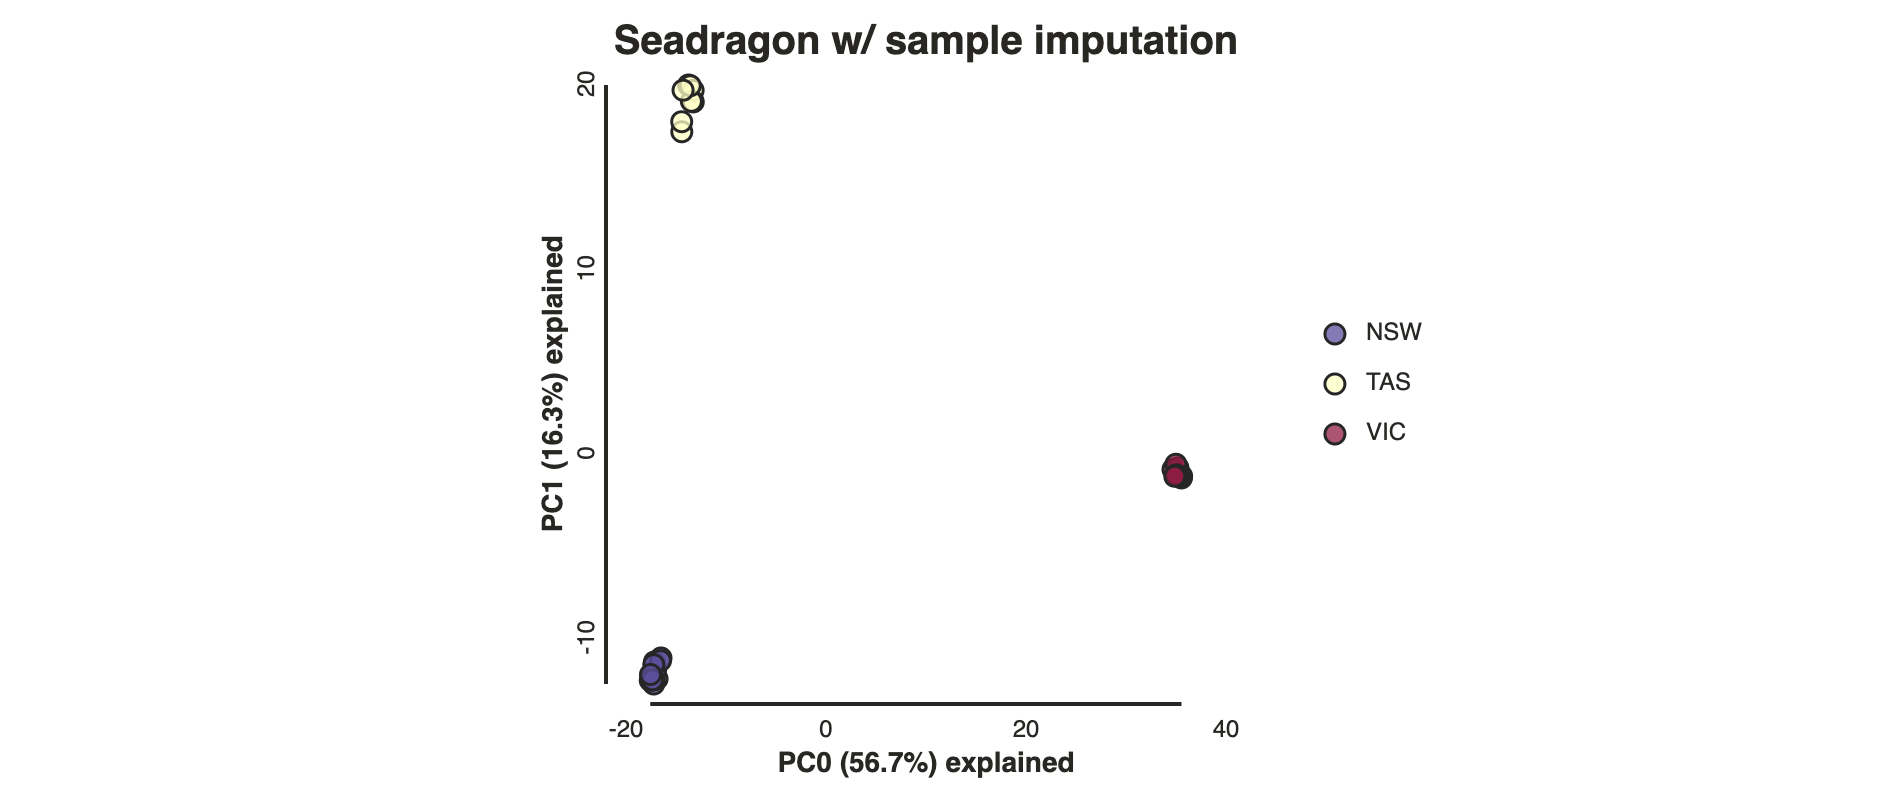 Seadragon w/ sample imputation
20
10
0
-10
PC1 (16.3%) explained
-20 0 20 40
PC0 (56.7%) explained
NSW
TAS
VIC